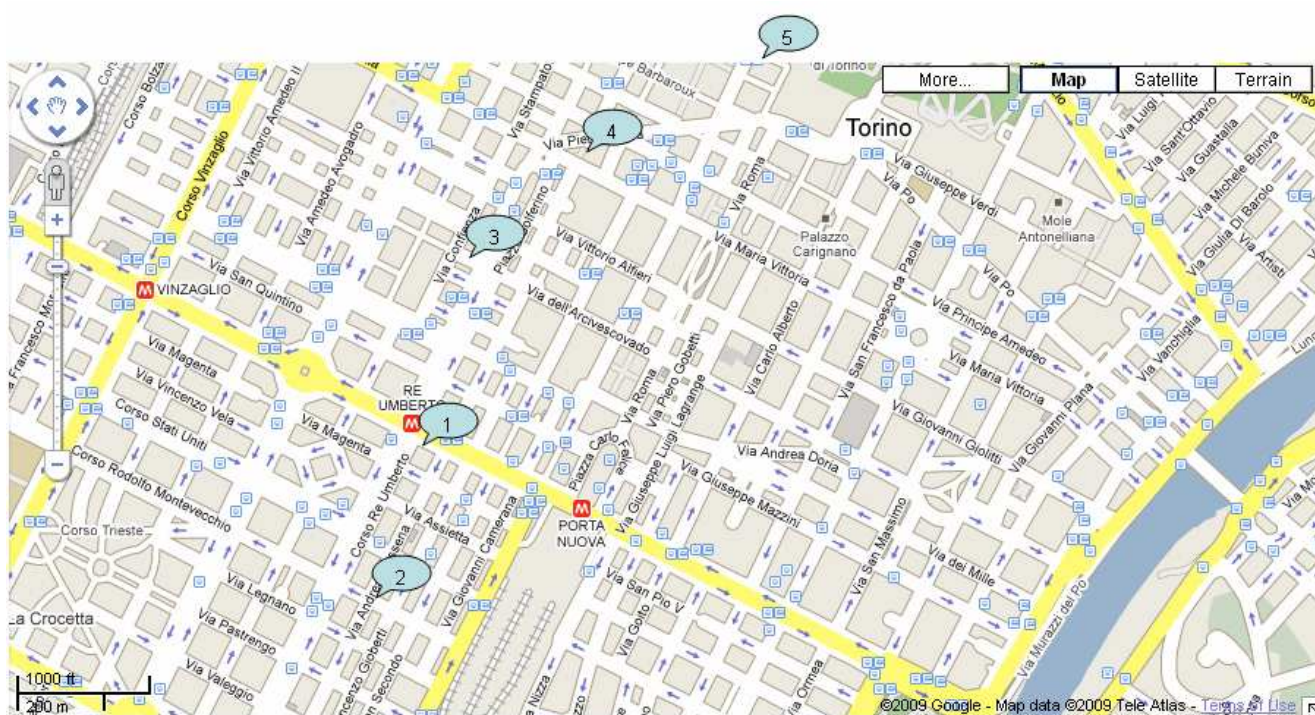 5
More...
Map
Satellite
Terrain
di Torino
Torino
4
3
Via Stampato
Via Roma
Via Po
Via Giuseppe Verdi
Mole
Antonelliana
Palazzo
Carignano
Via Sant'Ottavio
Via Guastalla
Via Michele Buniva
Via Giulia Di Barolo
Via Artisti
Corso Vinzaglio
Via Vittorio Amedeo II
Via Amedeo Avogadro
Via Confienza
Via Vittorio Alfieri
Via Maria Vittoria
Via San Quintino
VINZAGLIO
Via dell'Arcivescovado
Via Carlo Alberto
Via San Francesco da Paola
Via Po
Via Principe Amedeo
Via Maria Vittoria
Via Vanchiglia
Via Magenta
Via Vincenzo Vela
Corso Stati Uniti
RE
UMBERTO
1
Via Magenta
Via Roma
Via Piero Gobetti
Via Giuseppe Luigi Lagrange
Piazza Carlo Felice
Via Andrea Doria
Via Giovanni Giolitti
Via Giovanni Plana
Via Giuseppe Mazzini
Corso Rodolfo Montevecchio
Corso Re Umberto
Corso Trieste
Via Assietta
Via Giovanni Camerana
PORTA
NUOVA
2
Via San Massimo
Via dei Mille
Via Legnano
Via San Pio V
Via Goito
Via Murazzi del Po
La Crocetta
Via Pastrengo
Via Valeggio
Via Ormea
1000 ft
200 m
©2009 Google - Map data ©2009 Tele Atlas - Terms of Use